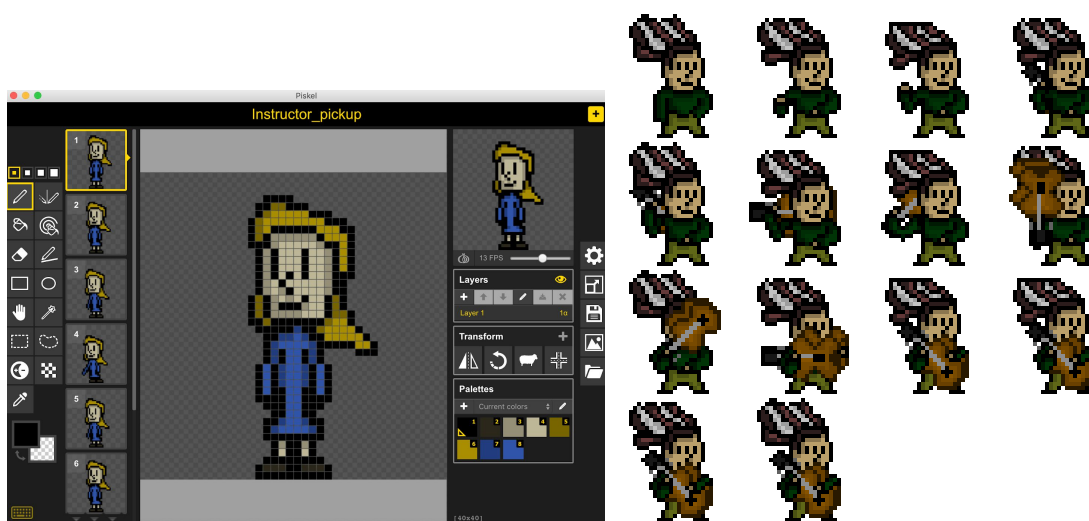 Piskel
Instructor_pickup
1
2
3
4
5
6
13 FPS
Layers
Layer 1
1α
Transform
Palettes
Current colors
1 2 3 4 5
6 7 8
[40x40]